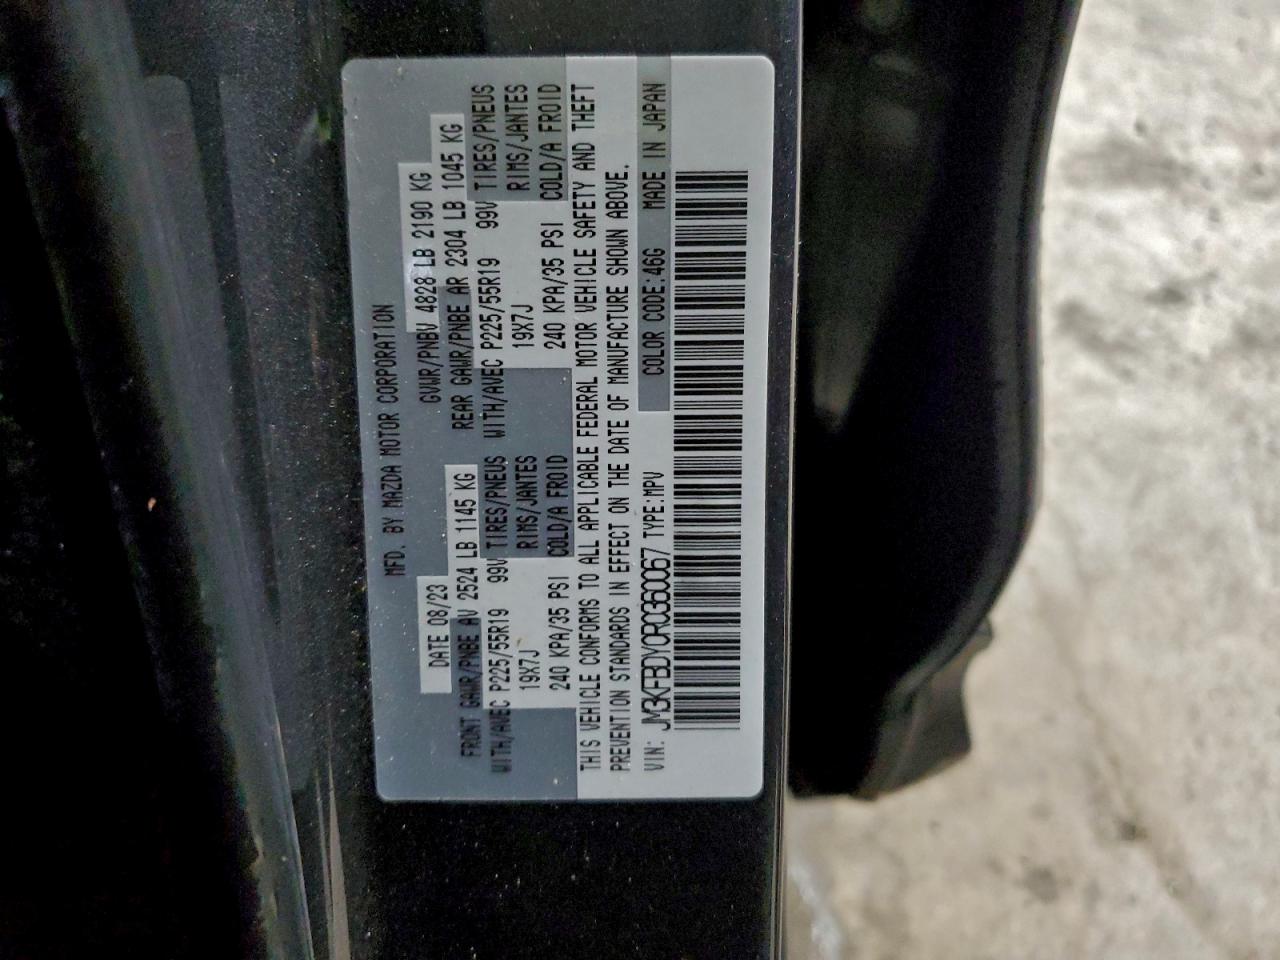 MFD. BY MAZDA MOTOR CORPORATION
DATE 08/23 GVWR/PNBV 4828 LB 2190 KG
FRONT GAWR/PNBE AV 2524 LB 1145 KG REAR GAWR/PNBE AR 2304 LB 1045 KG
WITH/AVEC P225/55R19 99V TIRES/PNEUS WITH/AVEC P225/55R19 99V TIRES/PNEUS
19X7J RIMS/JANTES 19X7J RIMS/JANTES
240 KPA/35 PSI COLD/A FROID 240 KPA/35 PSI COLD/A FROID
THIS VEHICLE CONFORMS TO ALL APPLICABLE FEDERAL MOTOR VEHICLE SAFETY AND THEFT
PREVENTION STANDARDS IN EFFECT ON THE DATE OF MANUFACTURE SHOWN ABOVE.
VIN: JM3KFBDY0R0360067 TYPE:MPV COLOR CODE:46G MADE IN JAPAN